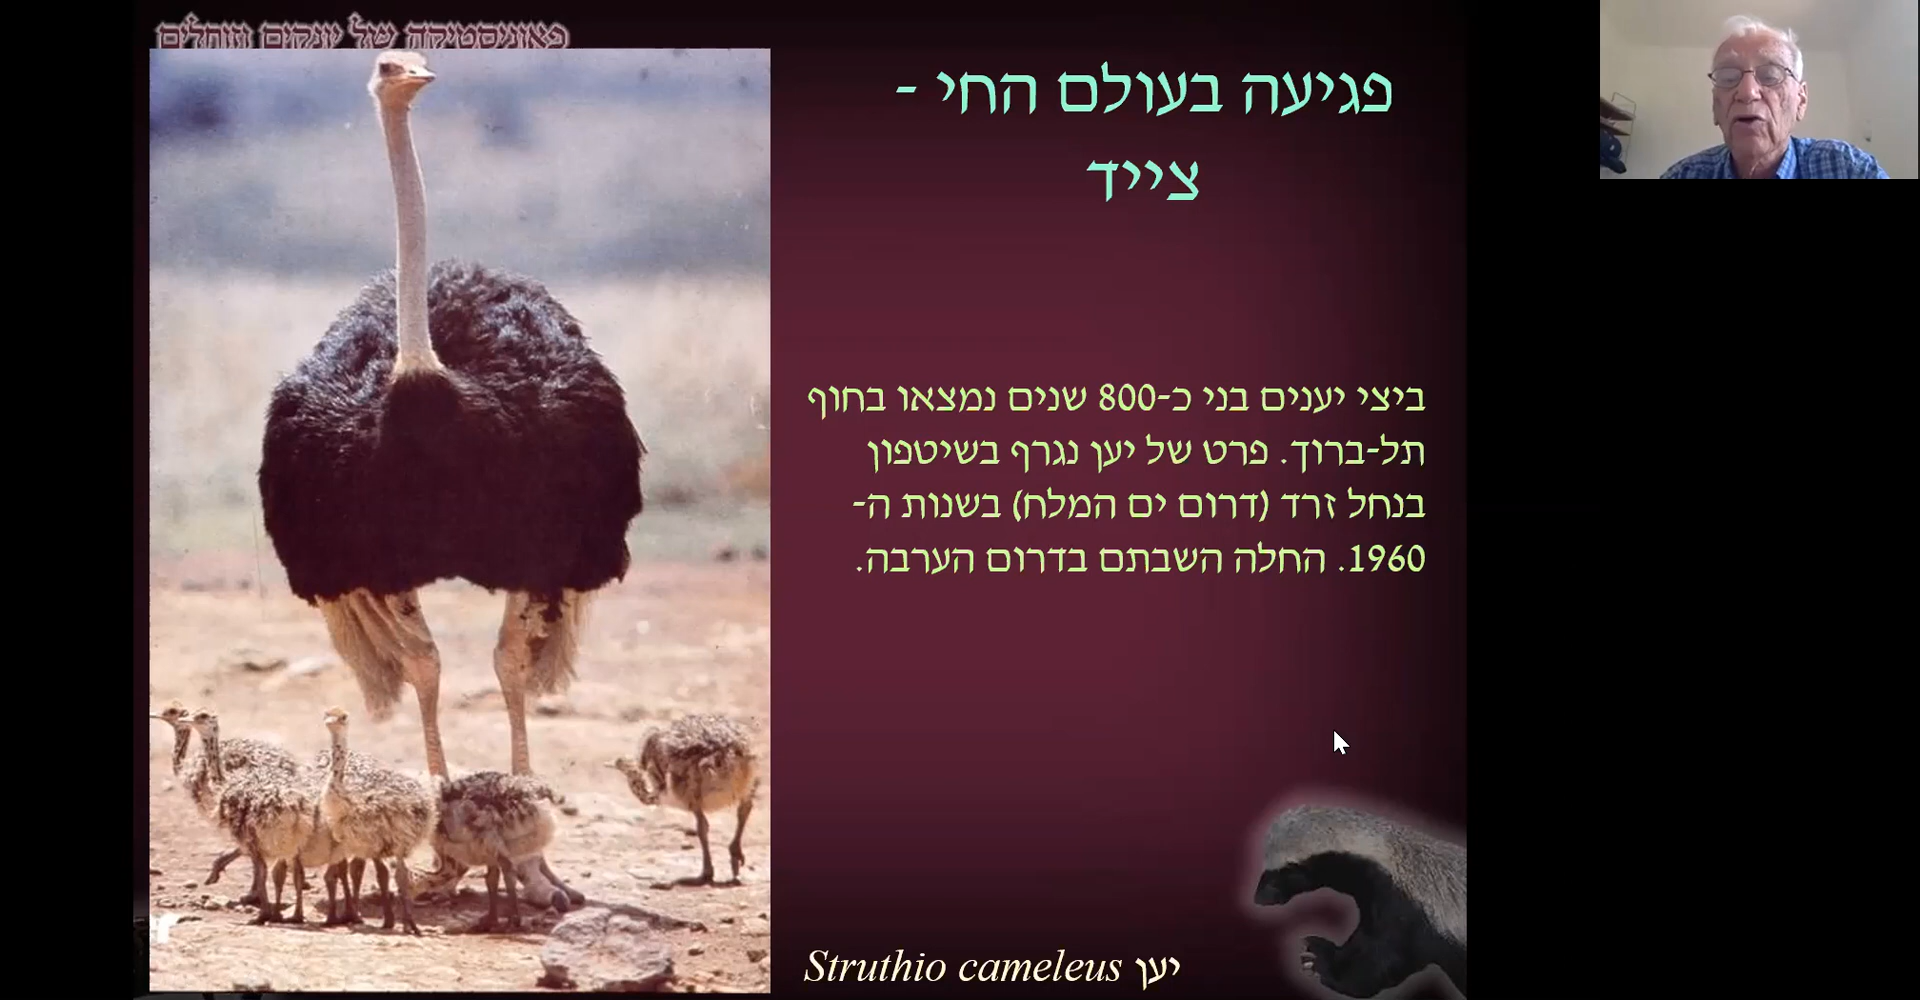 פאוניסטיקה של יונקים וזוחלים
פגיעה בעולם החי -
צייד
ביצי יענים בני כ-800 שנים נמצאו בחוף
תל-ברוך. פרט של יען נגרף בשיטפון
בנחל זרד (דרום ים המלח) בשנות ה-
1960. החלה השבתם בדרום הערבה.
יען Struthio cameleus